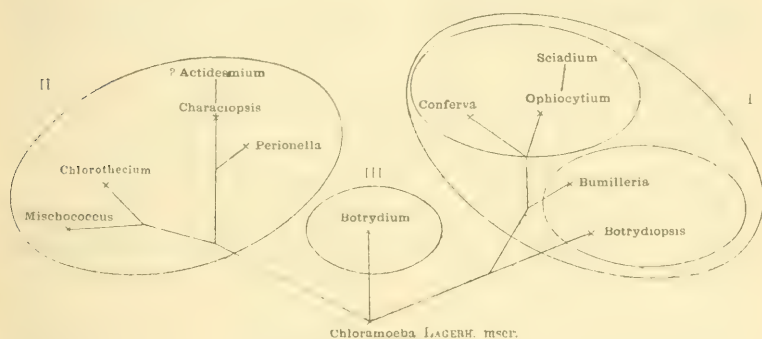 Sciadium
II
? Actidesmium
I
Characiopsis
Conferva
Ophiocytium
Perionella
Chlorothecium
III
Bumilleria
Mischococcus
Botrydium
Botrydiopsis
Chloramoeba LAGERH. mscr.